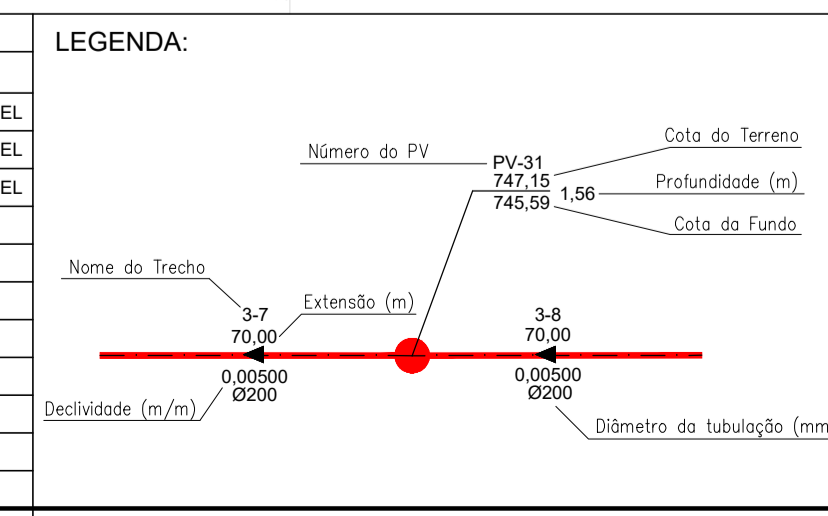 LEGENDA:
EL
EL
EL
Cota do Terreno
Número do PV
PV-31
747,15
1,56
Profundidade (m)
745,59
Cota da Fundo
Nome do Trecho
3-7
Extensão (m)
70,00
3-8
70,00
0,00500
Ø200
0,00500
Ø200
Declividade (m/m)
Diâmetro da tubulação (mm